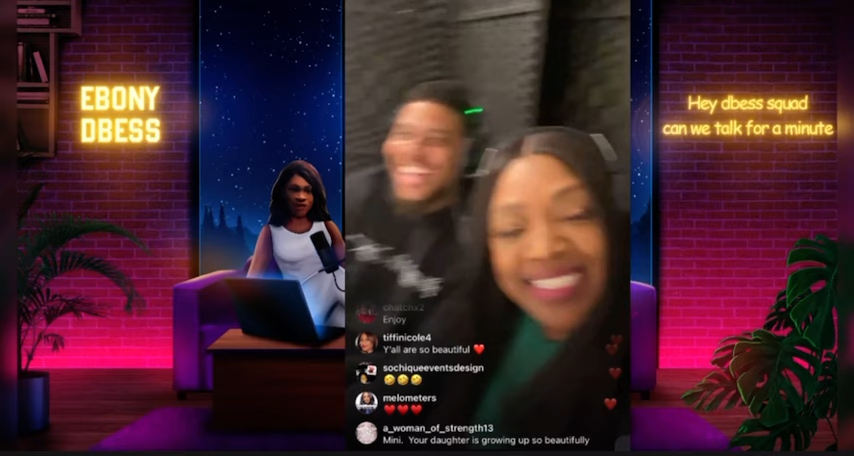 EBONY
DBESS
Hey dbess squad
can we talk for a minute
chatchx2
Enjoy
tiffinicole4
Y'all are so beautiful ❤️
sochiqueeventsdesign
🤣🤣🤣
melometers
❤️❤️❤️
a_woman_of_strength13
Mini. Your daughter is growing up so beautifully